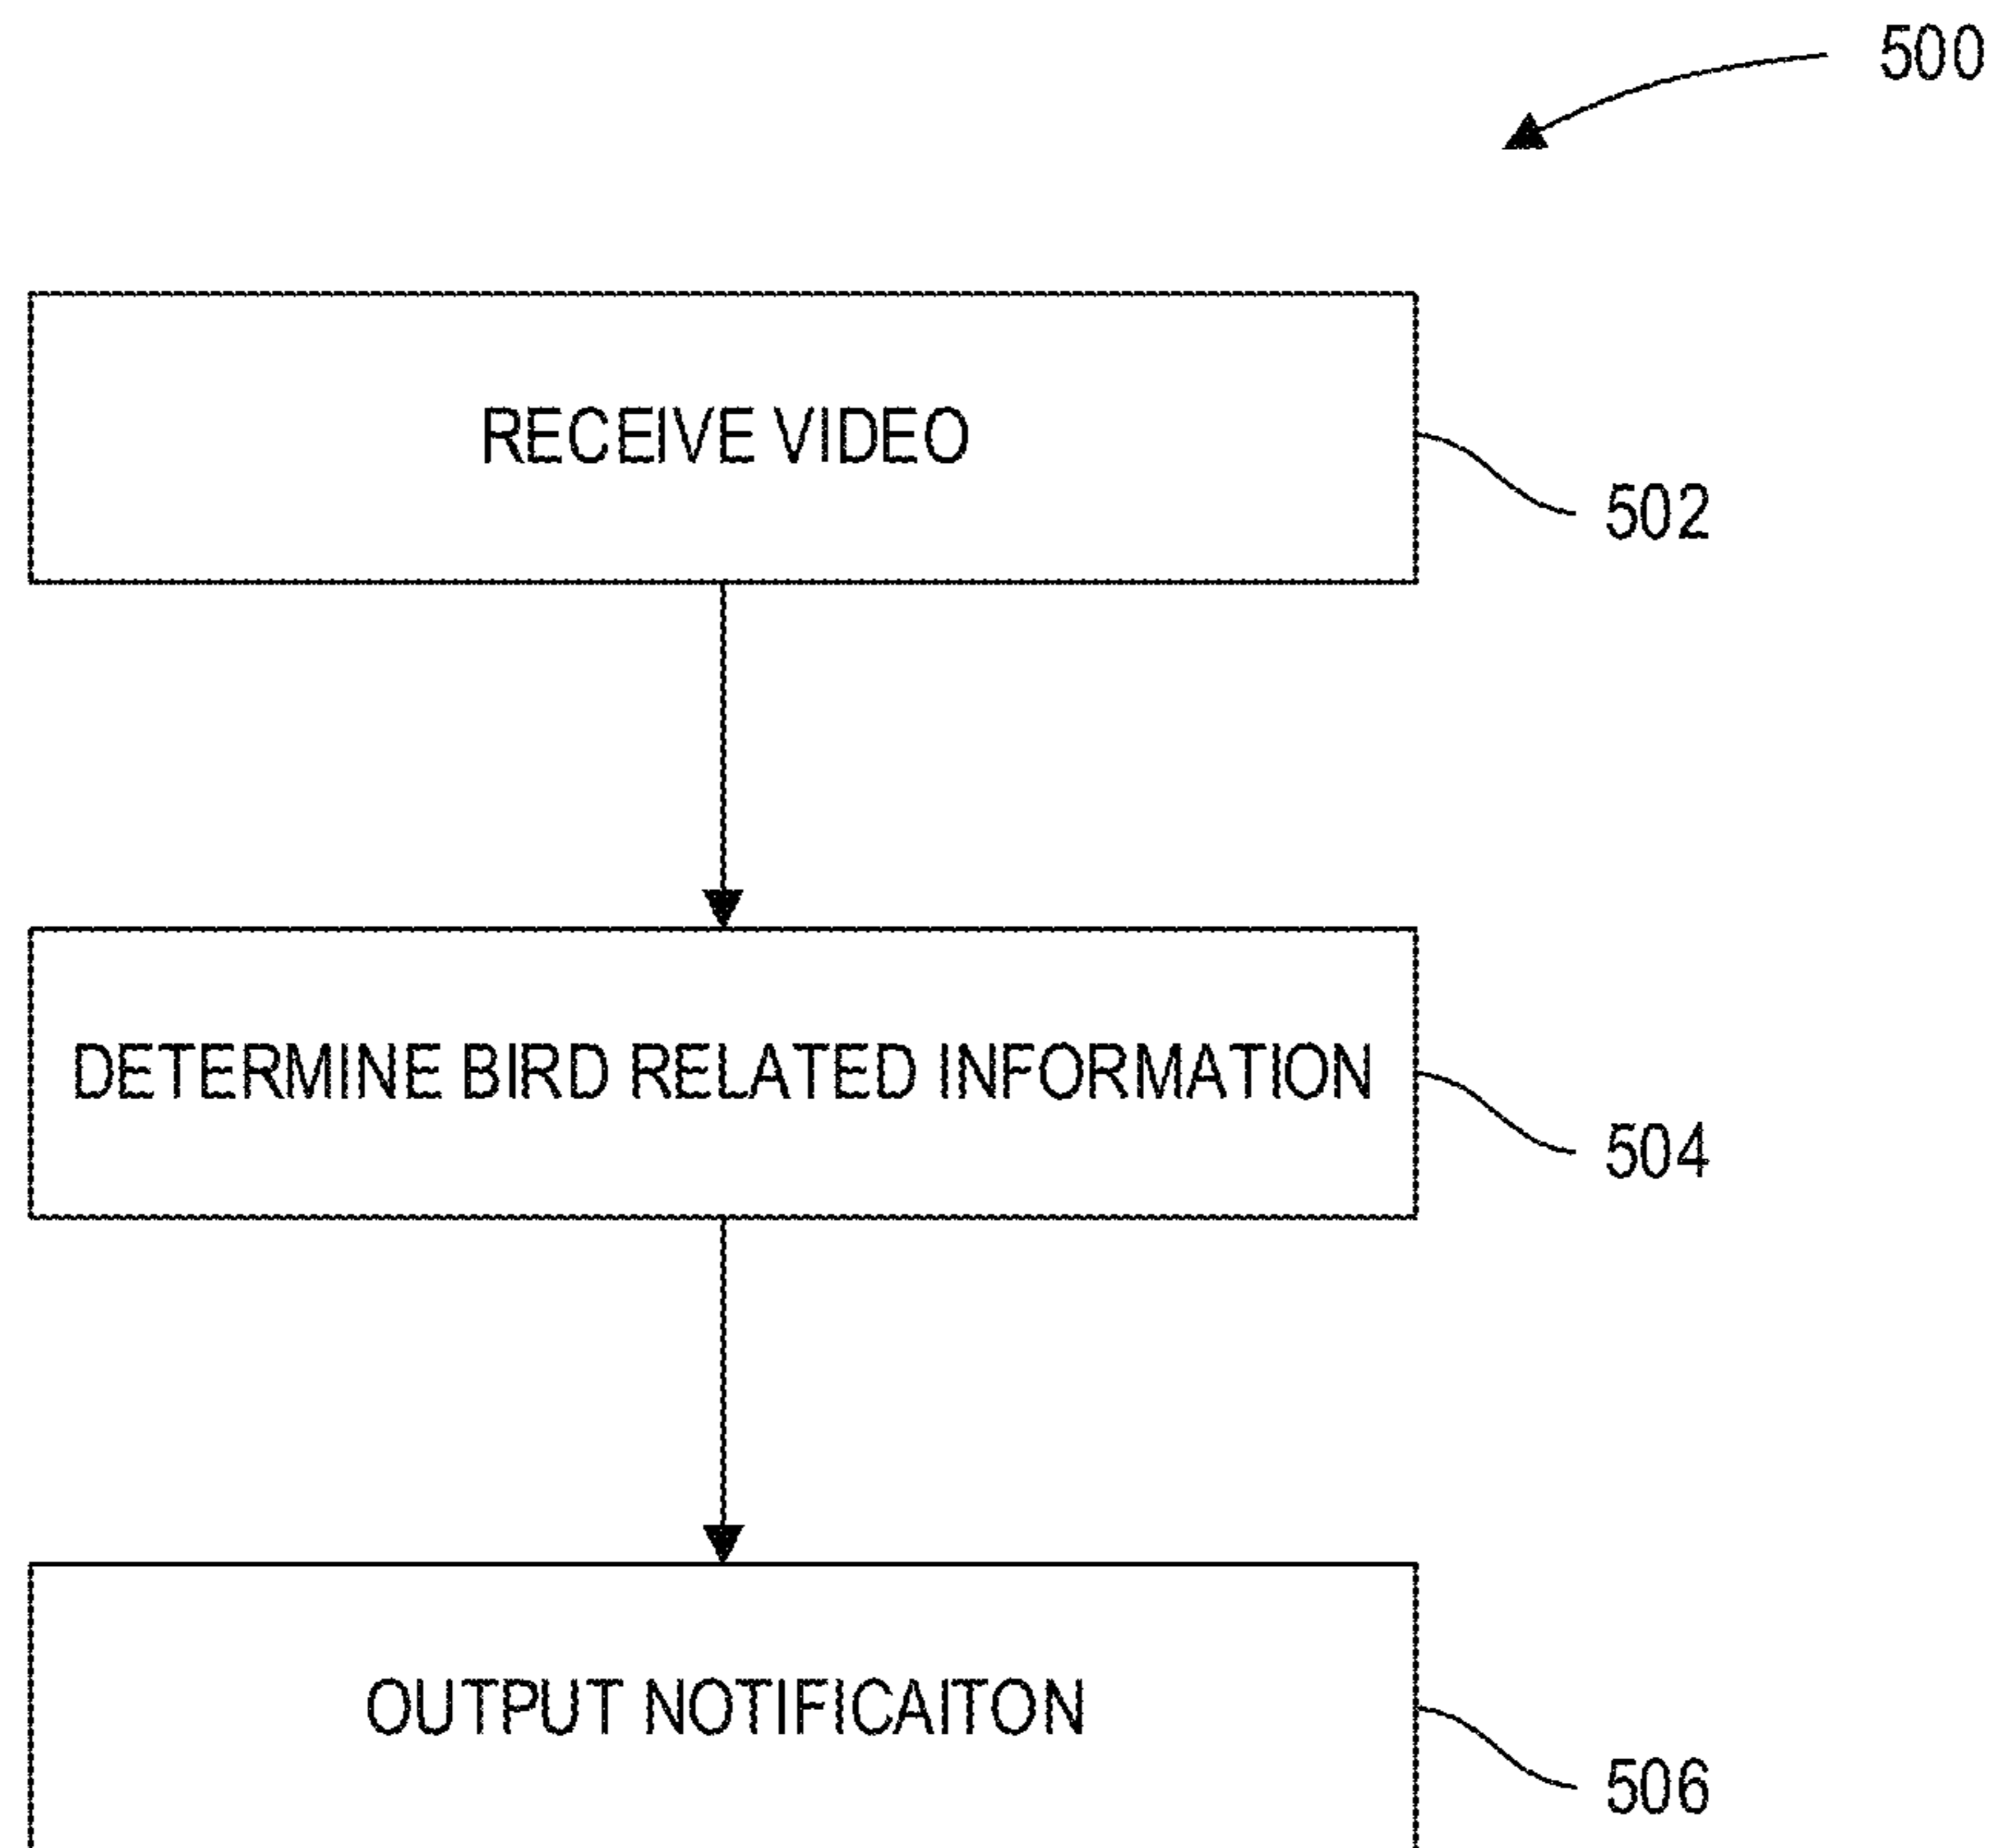 500
RECEIVE VIDEO
502
DETERMINE BIRD RELATED INFORMATION
504
OUTPUT NOTIFICAITON
506